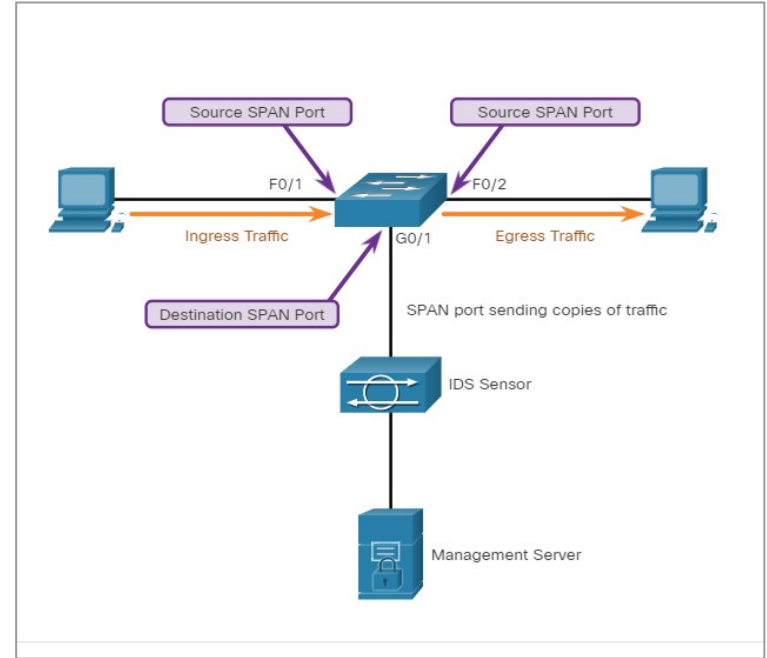 Source SPAN Port
Source SPAN Port
F0/1
F0/2
Ingress Traffic
Egress Traffic
G0/1
Destination SPAN Port
SPAN port sending copies of traffic
IDS Sensor
Management Server